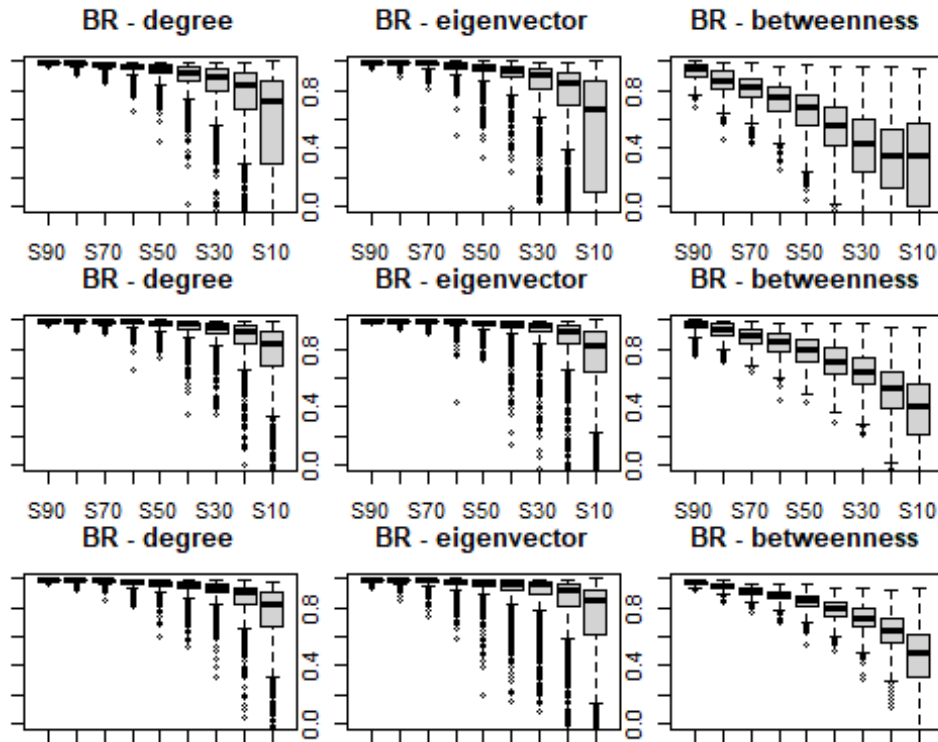 BR - degree BR - eigenvector BR - betweenness
0.8 0.8
0.4 0.4
0.0 0.0
S90 S70 S50 S30 S10 S90 S70 S50 S30 S10 S90 S70 S50 S30 S10
BR - degree BR - eigenvector BR - betweenness
0.8 0.8
0.4 0.4
0.0 0.0
S90 S70 S50 S30 S10 S90 S70 S50 S30 S10 S90 S70 S50 S30 S10
BR - degree BR - eigenvector BR - betweenness
0.8 0.8
0.4 0.4
0.0 0.0